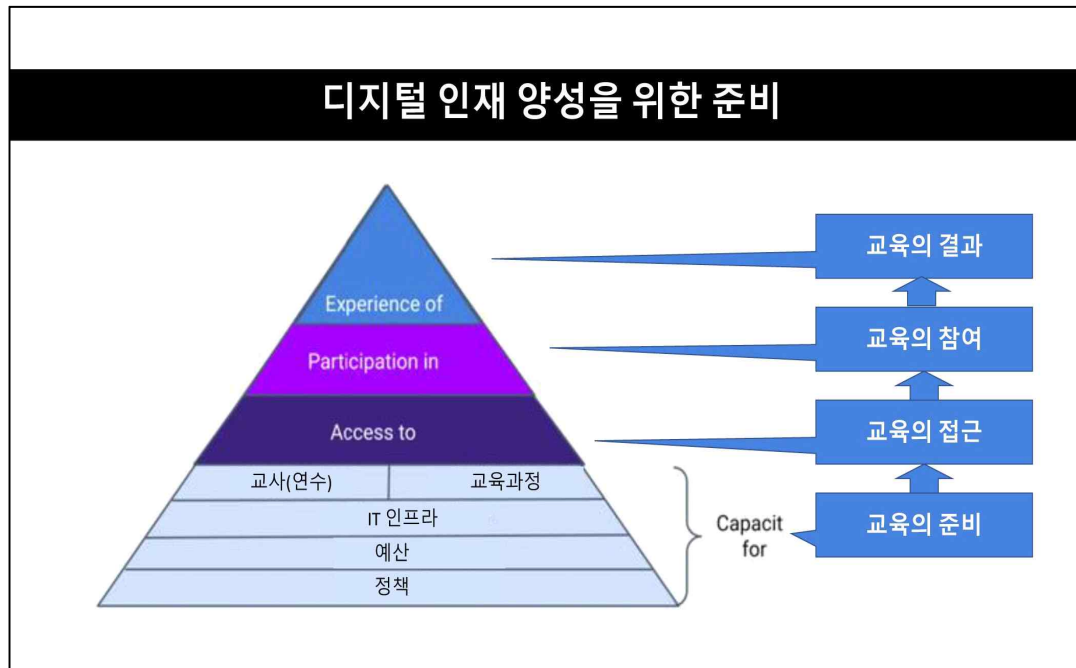 디지털 인재 양성을 위한 준비
Experience of
Participation in
Access to
교사(연수)
교육과정
IT 인프라
예산
정책
Capacit
for
교육의 결과
교육의 참여
교육의 접근
교육의 준비